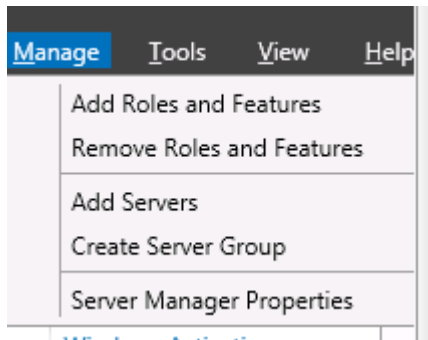 Manage Tools View Help
Add Roles and Features
Remove Roles and Features
Add Servers
Create Server Group
Server Manager Properties